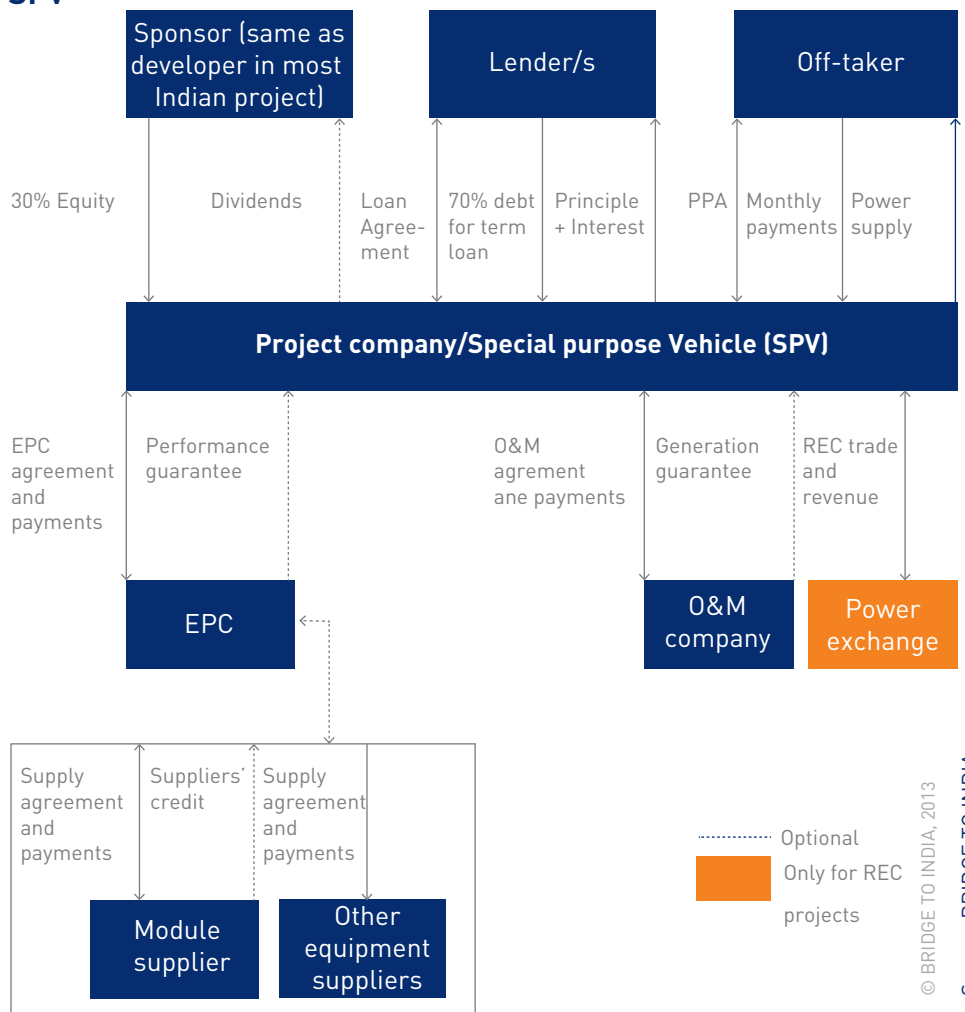 SPV
Sponsor (same as
developer in most
Indian project)
Lender/s
Off-taker
30% Equity
Dividends
Loan
Agree-
ment
70% debt
for term
loan
Principle
+ Interest
PPA
Monthly
payments
Power
supply
Project company/Special purpose Vehicle (SPV)
EPC
agreement
and
payments
Performance
guarantee
O&M
agrement
ane payments
Generation
guarantee
REC trade
and
revenue
EPC
O&M
company
Power
exchange
Supply
agreement
and
payments
Suppliers’
credit
Supply
agreement
and
payments
Module
supplier
Other
equipment
suppliers
Optional
Only for REC
projects
© BRIDGE TO INDIA, 2013
BRIDGE TO INDIA